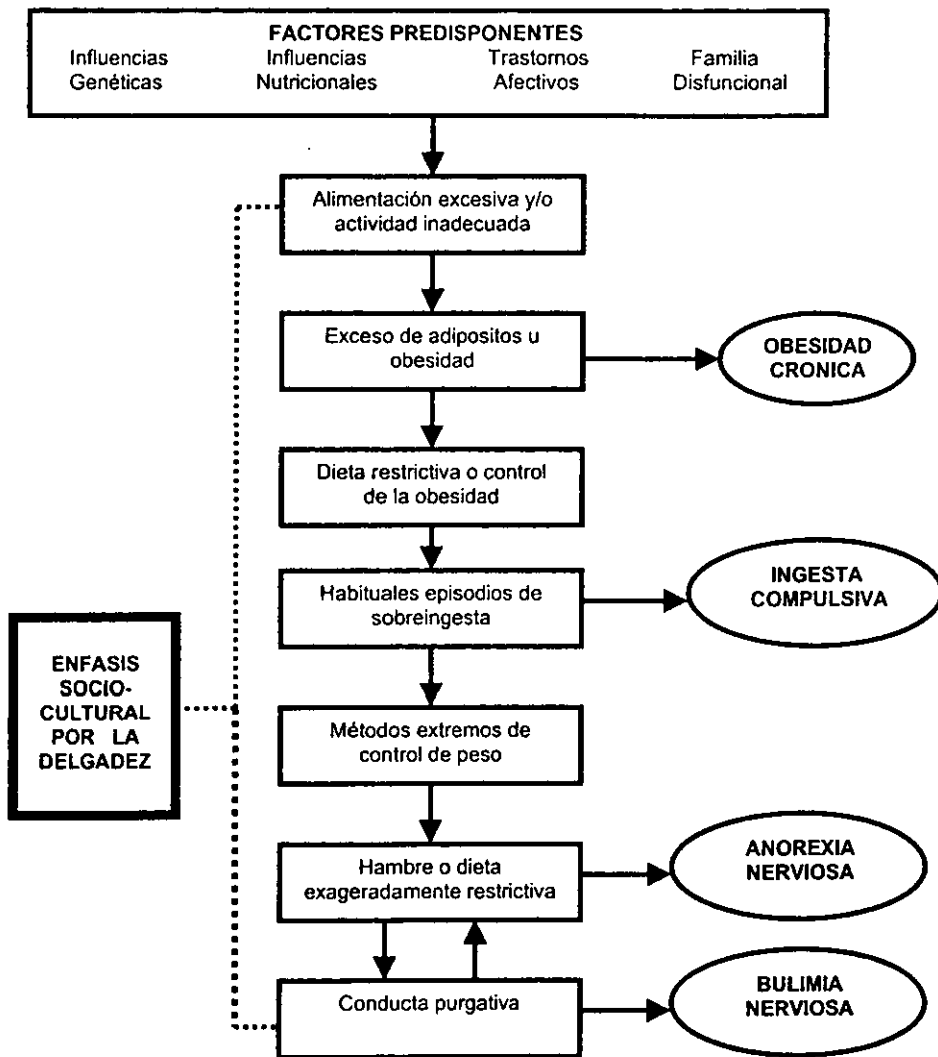 FACTORES PREDISPONENTES
Influencias Influencias Trastornos Familia
Genéticas Nutricionales Afectivos Disfuncional
Alimentación excesiva y/o
actividad inadecuada
Exceso de adipositos u
obesidad
OBESIDAD
CRONICA
Dieta restrictiva o control
de la obesidad
Habituales episodios de
sobreingesta
INGESTA
COMPULSIVA
ENFASIS
SOCIO-
CULTURAL
POR LA
DELGADEZ
Métodos extremos de
control de peso
Hambre o dieta
exageradamente restrictiva
ANOREXIA
NERVIOSA
Conducta purgativa
BULIMIA
NERVIOSA